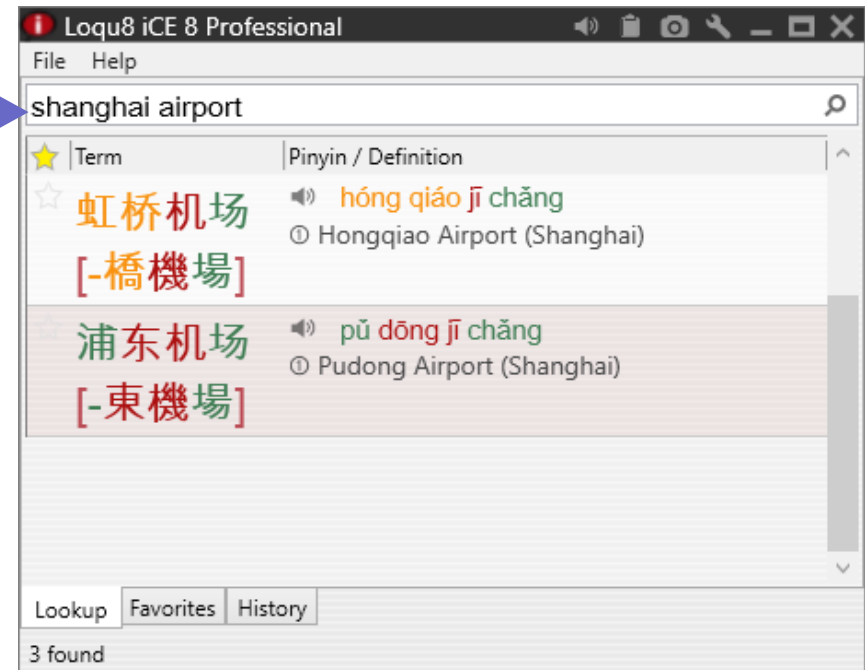 Loqu8 iCE 8 Professional
File Help
shanghai airport
Term Pinyin / Definition
虹桥机场 hóng qiáo jī chǎng
[-橋機場] ① Hongqiao Airport (Shanghai)
浦东机场 pǔ dōng jī chǎng
[-東機場] ① Pudong Airport (Shanghai)
Lookup Favorites History
3 found